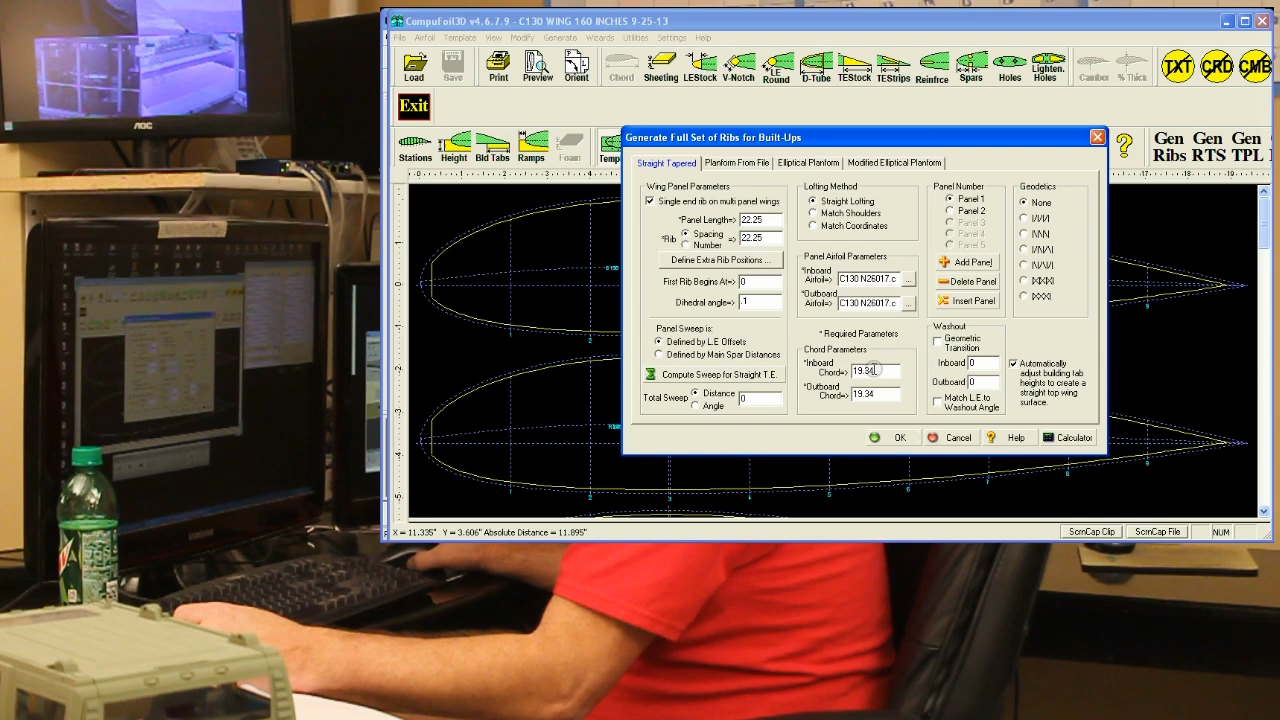 CompuFoil3D v4.6.7.9 - C130 WING 160 INCHES 9-25-13
File Airfoil Template View Modify Generate Wizards Utilities Settings Help
Load Save Print Preview Orient Chord Sheeting LEStock V-Notch LE Round D-Tube TEStock TEStrips Reinfrce Spars Holes Lighten. Holes Camber % Thick TXT CRD CMB
Exit
Stations Height Bld Tabs Ramps Foam Temp
? Gen Ribs Gen RTS Gen TPL
Generate Full Set of Ribs for Built-Ups
Straight Tapered Planform From File Elliptical Planform Modified Elliptical Planform
Wing Panel Parameters
Single end rib on multi panel wings
*Panel Length=> 22.25
*Rib Spacing Number => 22.25
Define Extra Rib Positions ...
First Rib Begins At=> 0
Dihedral angle=> .1
Panel Sweep is:
Defined by L.E Offsets
Defined by Main Spar Distances
Compute Sweep for Straight T.E.
Total Sweep Distance Angle 0
Lofting Method
Straight Lofting
Match Shoulders
Match Coordinates
Panel Airfoil Parameters
*Inboard Airfoil=> C130 N26017.c ...
*Outboard Airfoil=> C130 N26017.c ...
* Required Parameters
Chord Parameters
*Inboard Chord=> 19.34
*Outboard Chord=> 19.34
Panel Number
Panel 1
Panel 2
Panel 3
Panel 4
Panel 5
Add Panel
Delete Panel
Insert Panel
Washout
Geometric Transition
Inboard 0
Outboard 0
Match L.E.to Washout Angle
Geodetics
None
Automatically
adjust building tab
heights to create a
straight top wing
surface.
OK Cancel Help Calculator
X = 11.335" Y = 3.606" Absolute Distance = 11.895"
ScrnCap Clip ScrnCap File NUM
AOC